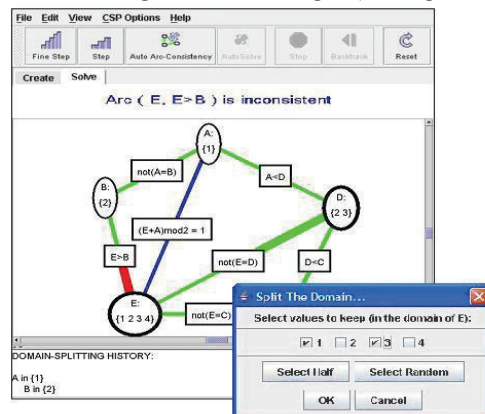 File Edit View CSP Options Help
Fine Step Step Auto Arc-Consistency AutoSolve Stop Backtrack Reset
Create Solve
Arc ( E, E>B ) is inconsistent
A:
{1}
not(A=B)
A<D
B:
{2}
D:
{2 3}
(E+A)mod2 = 1
E>B
not(E=D)
D<C
E:
{1 2 3 4}
not(E=C)
Split The Domain...
Select values to keep (in the domain of E):
1 2 3 4
Select Half Select Random
OK Cancel
DOMAIN-SPLITTING HISTORY:
A in {1}
B in {2}